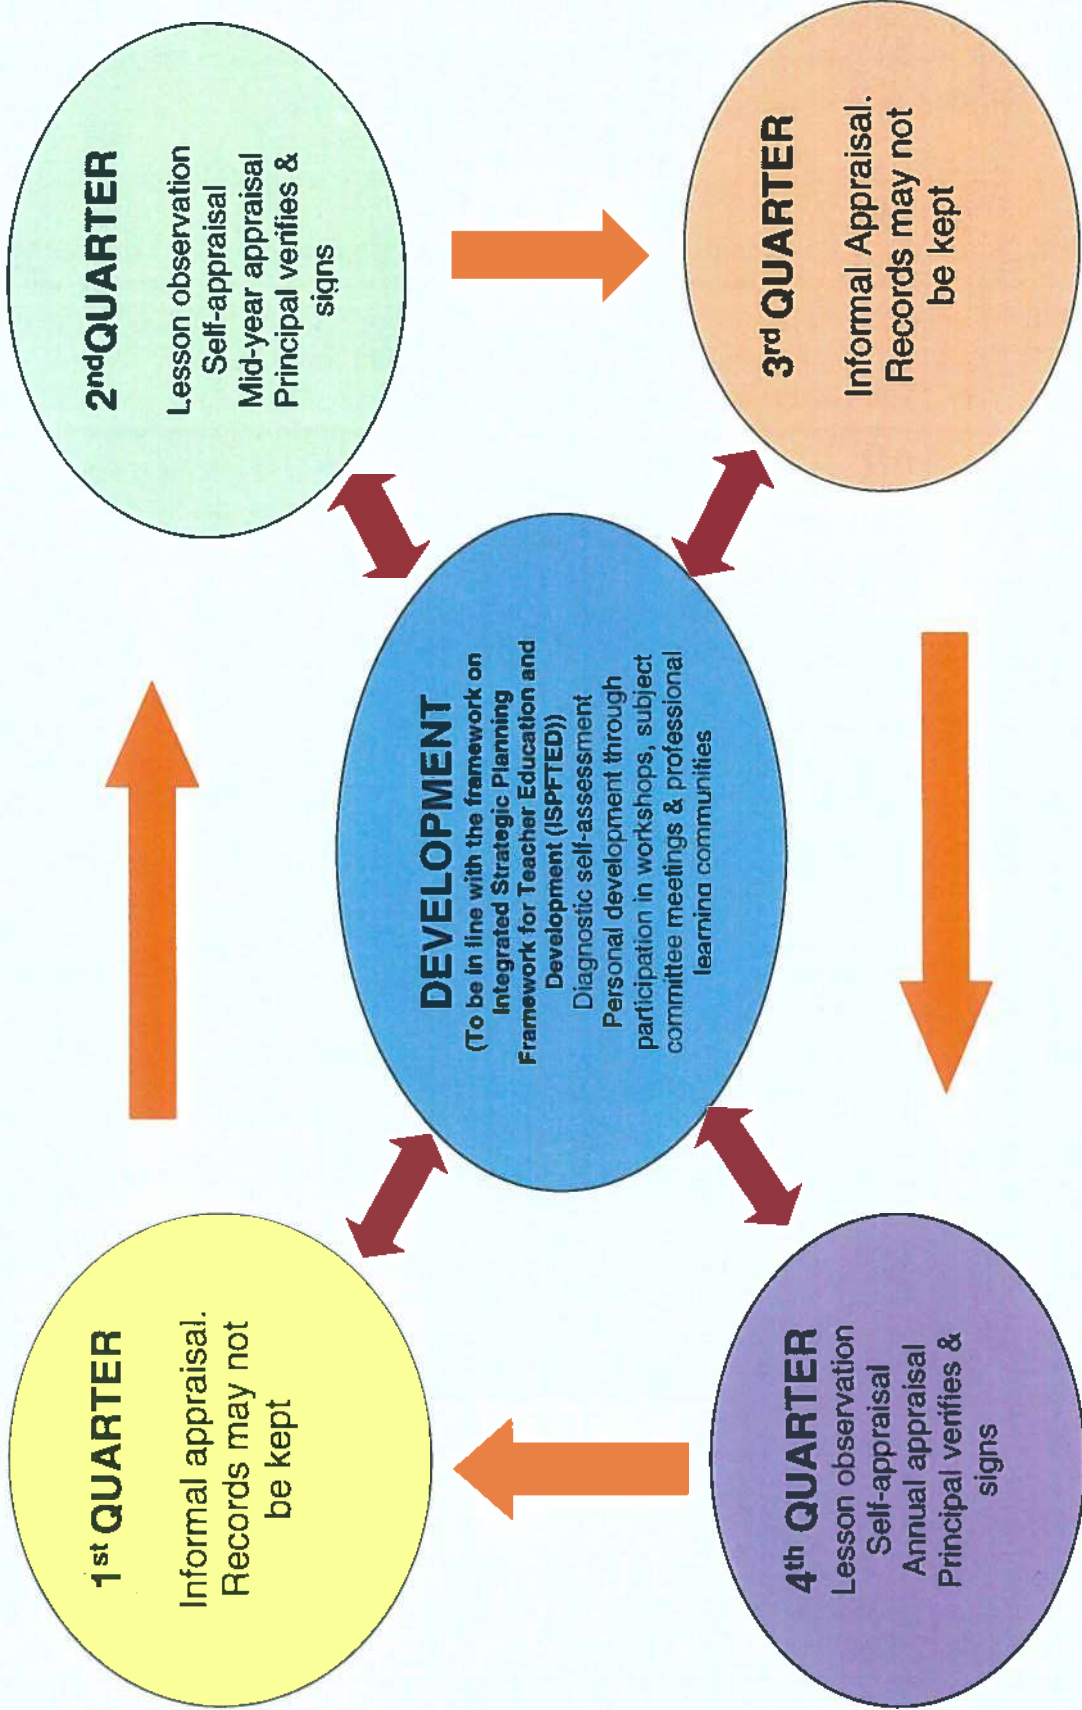 1st QUARTER
Informal appraisal.
Records may not
be kept
2ndQUARTER
Lesson observation
Self-appraisal
Mid-year appraisal
Principal verifies &
signs
DEVELOPMENT
(To be in line with the framework on
Integrated Strategic Planning
Framework for Teacher Education and
Development (ISPFTED))
Diagnostic self-assessment
Personal development through
participation in workshops, subject
committee meetings & professional
learning communities
4th QUARTER
Lesson observation
Self-appraisal
Annual appraisal
Principal verifies &
signs
3rd QUARTER
Informal Appraisal.
Records may not
be kept